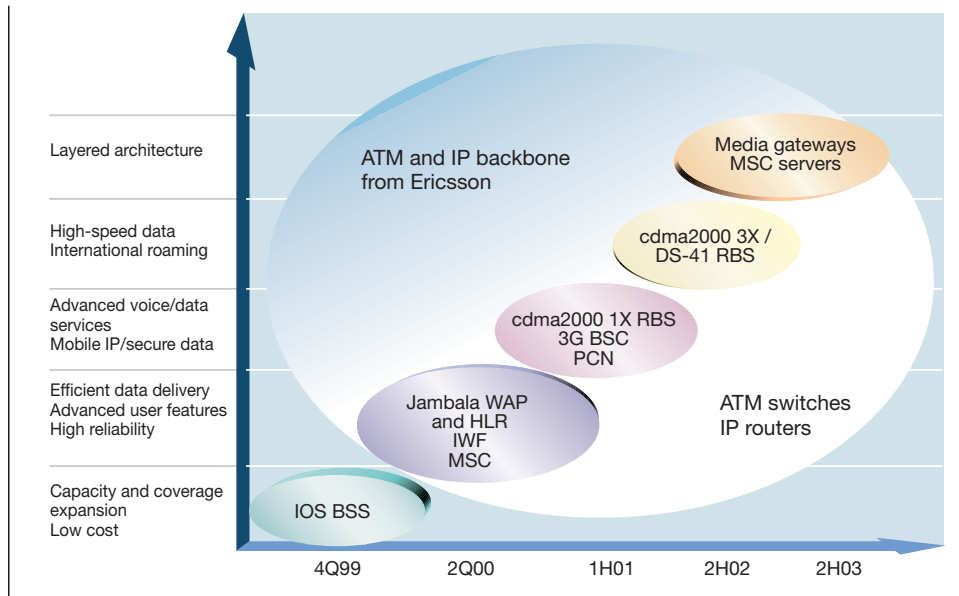 Layered architecture
High-speed data
International roaming
Advanced voice/data
services
Mobile IP/secure data
Efficient data delivery
Advanced user features
High reliability
Capacity and coverage
expansion
Low cost
ATM and IP backbone
from Ericsson
Media gateways
MSC servers
cdma2000 3X /
DS-41 RBS
cdma2000 1X RBS
3G BSC
PCN
Jambala WAP
and HLR
IWF
MSC
ATM switches
IP routers
IOS BSS
4Q99
2Q00
1H01
2H02
2H03